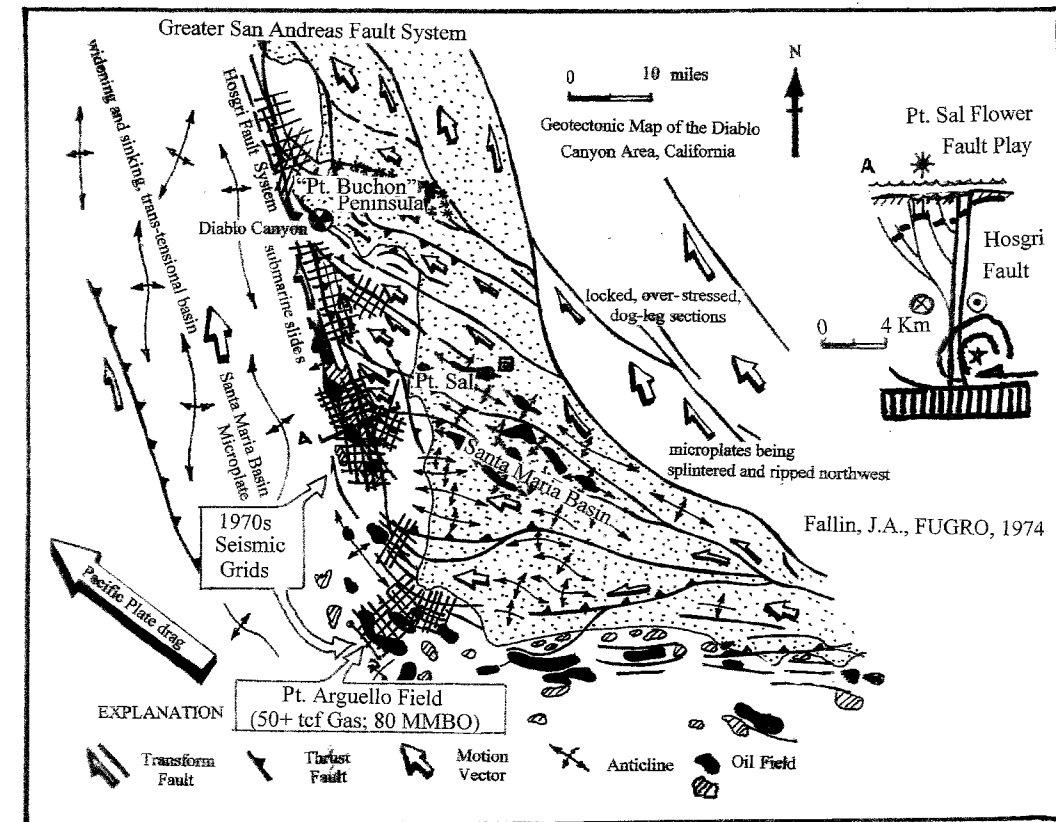 Greater San Andreas Fault System
widening and sinking, trans-tensional basin
Hosgri Fault System
submarine slides
0 10 miles
Geotectonic Map of the Diablo
Canyon Area, California
N
Pt. Sal Flower
Fault Play
A
Hosgri
Fault
0 4 Km
"Pt. Buchon"
Peninsula
Diablo Canyon
locked, over-stressed,
dog-leg sections
Pt. Sal
A
Santa Maria Basin
Microplate
Santa Maria Basin
microplates being
splintered and ripped northwest
Fallin, J.A., FUGRO, 1974
1970s
Seismic
Grids
Pacific Plate drag
Pt. Arguello Field
(50+ tcf Gas; 80 MMBO)
EXPLANATION
Transform
Fault
Thrust
Fault
Motion
Vector
Anticline
Oil Field